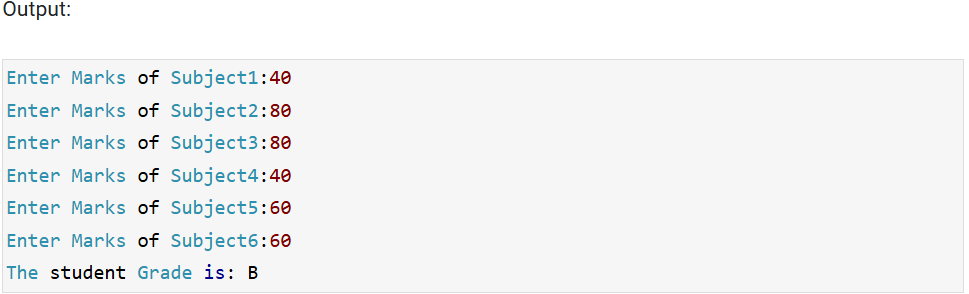 Output:
Enter Marks of Subject1:40
Enter Marks of Subject2:80
Enter Marks of Subject3:80
Enter Marks of Subject4:40
Enter Marks of Subject5:60
Enter Marks of Subject6:60
The student Grade is: B